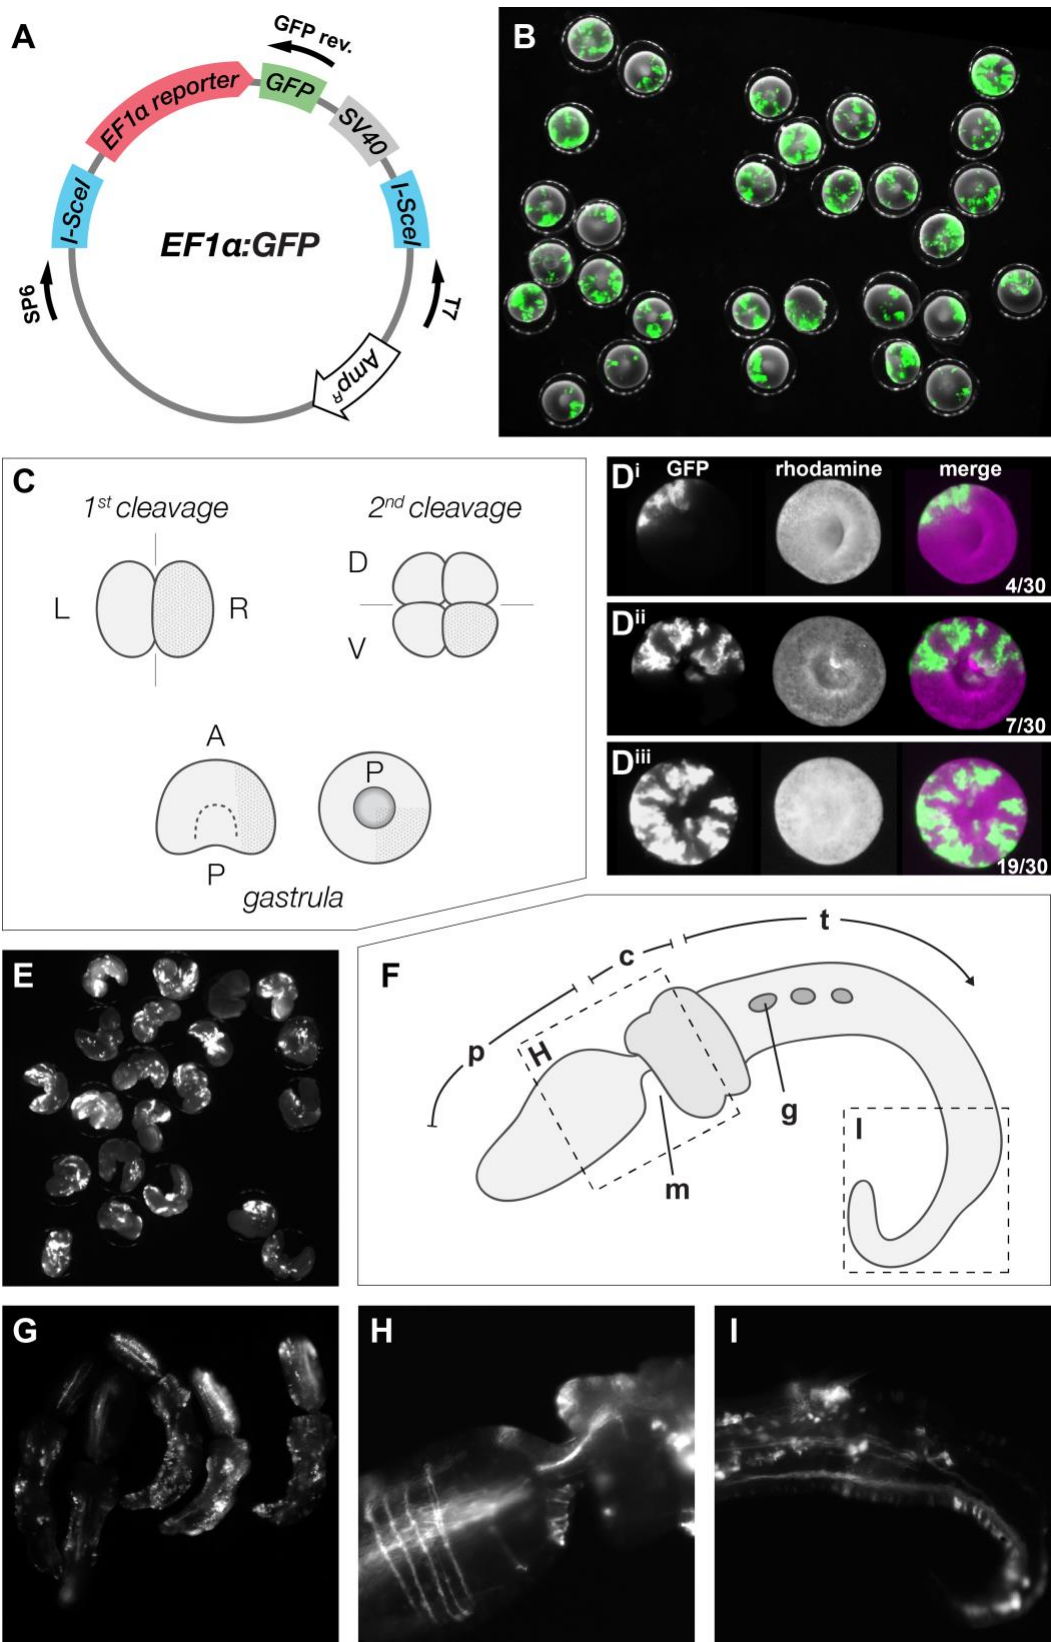 A
GFP rev.
EF1α reporter
GFP
SV40
I-SceI
I-SceI
EF1α:GFP
SP6
T7
Ampᴿ
B
C
1ˢᵗ cleavage
2ⁿᵈ cleavage
L
R
D
V
A
P
P
gastrula
Dⁱ GFP rhodamine merge
4/30
Dⁱⁱ
7/30
Dⁱⁱⁱ
19/30
E
F
p
c
t
H
g
m
I
G
H
I